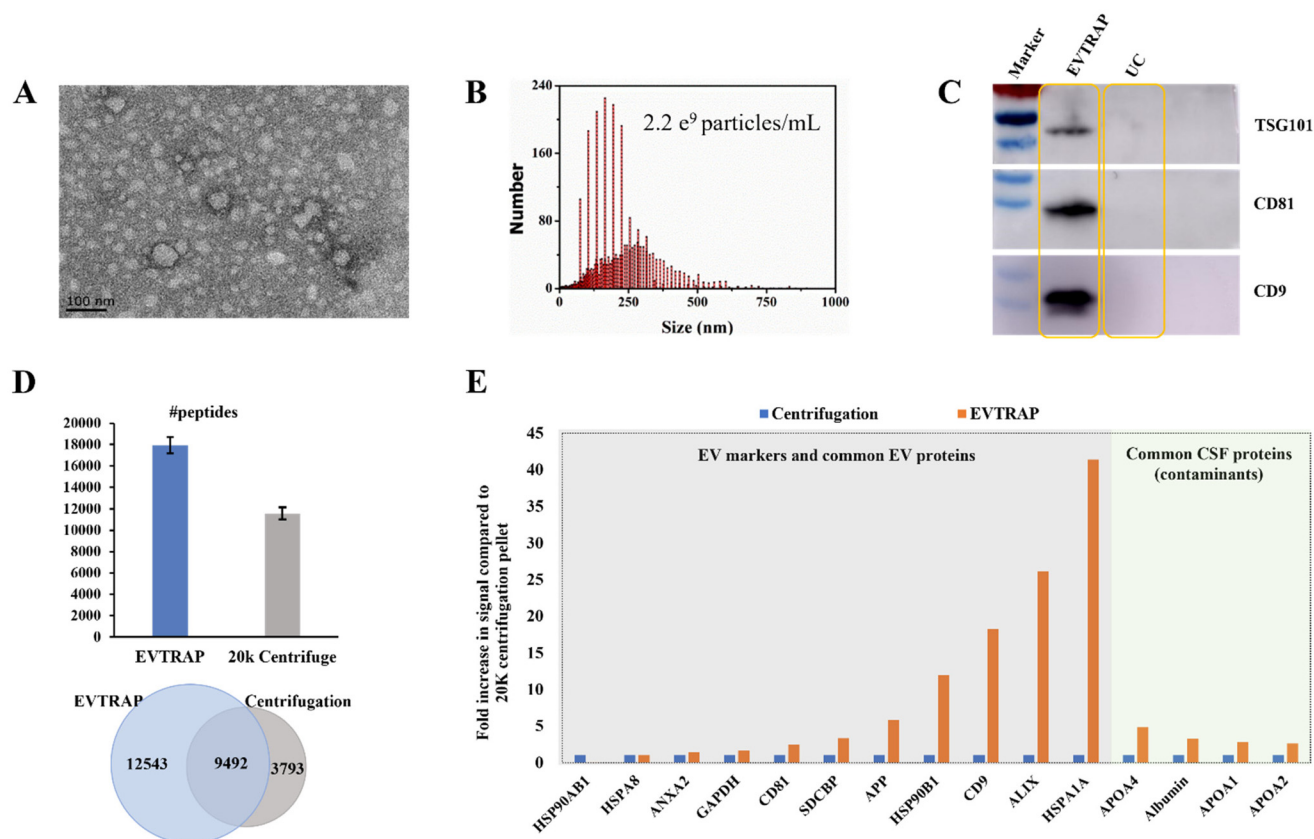 A
100 nm
B
240
160
80
0
Number
2.2 e⁹ particles/mL
0
250
500
750
1000
Size (nm)
C
Marker
EVTRAP
UC
TSG101
CD81
CD9
D
#peptides
20000
18000
16000
14000
12000
10000
8000
6000
4000
2000
0
EVTRAP
20k Centrifuge
EVTRAP
Centrifugation
12543
9492
3793
E
Centrifugation
EVTRAP
Fold increase in signal compared to
20K centrifugation pellet
45
40
35
30
25
20
15
10
5
0
EV markers and common EV proteins
Common CSF proteins
(contaminants)
HSP90AB1
HSPA8
ANXA2
GAPDH
CD81
SDCBP
APP
HSP90B1
CD9
ALIX
HSPA1A
APOA4
Albumin
APOA1
APOA2